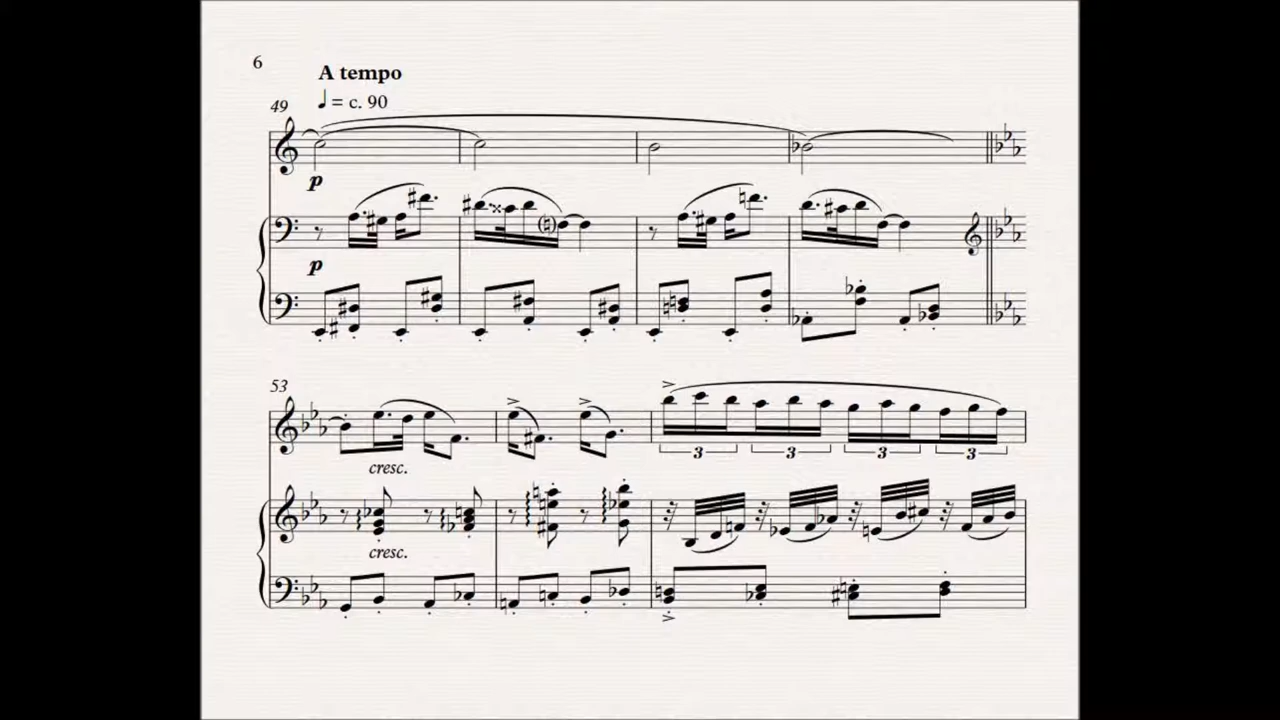 6
A tempo
49
♩ = c. 90
p
p
53
cresc.
3 3 3 3
cresc.